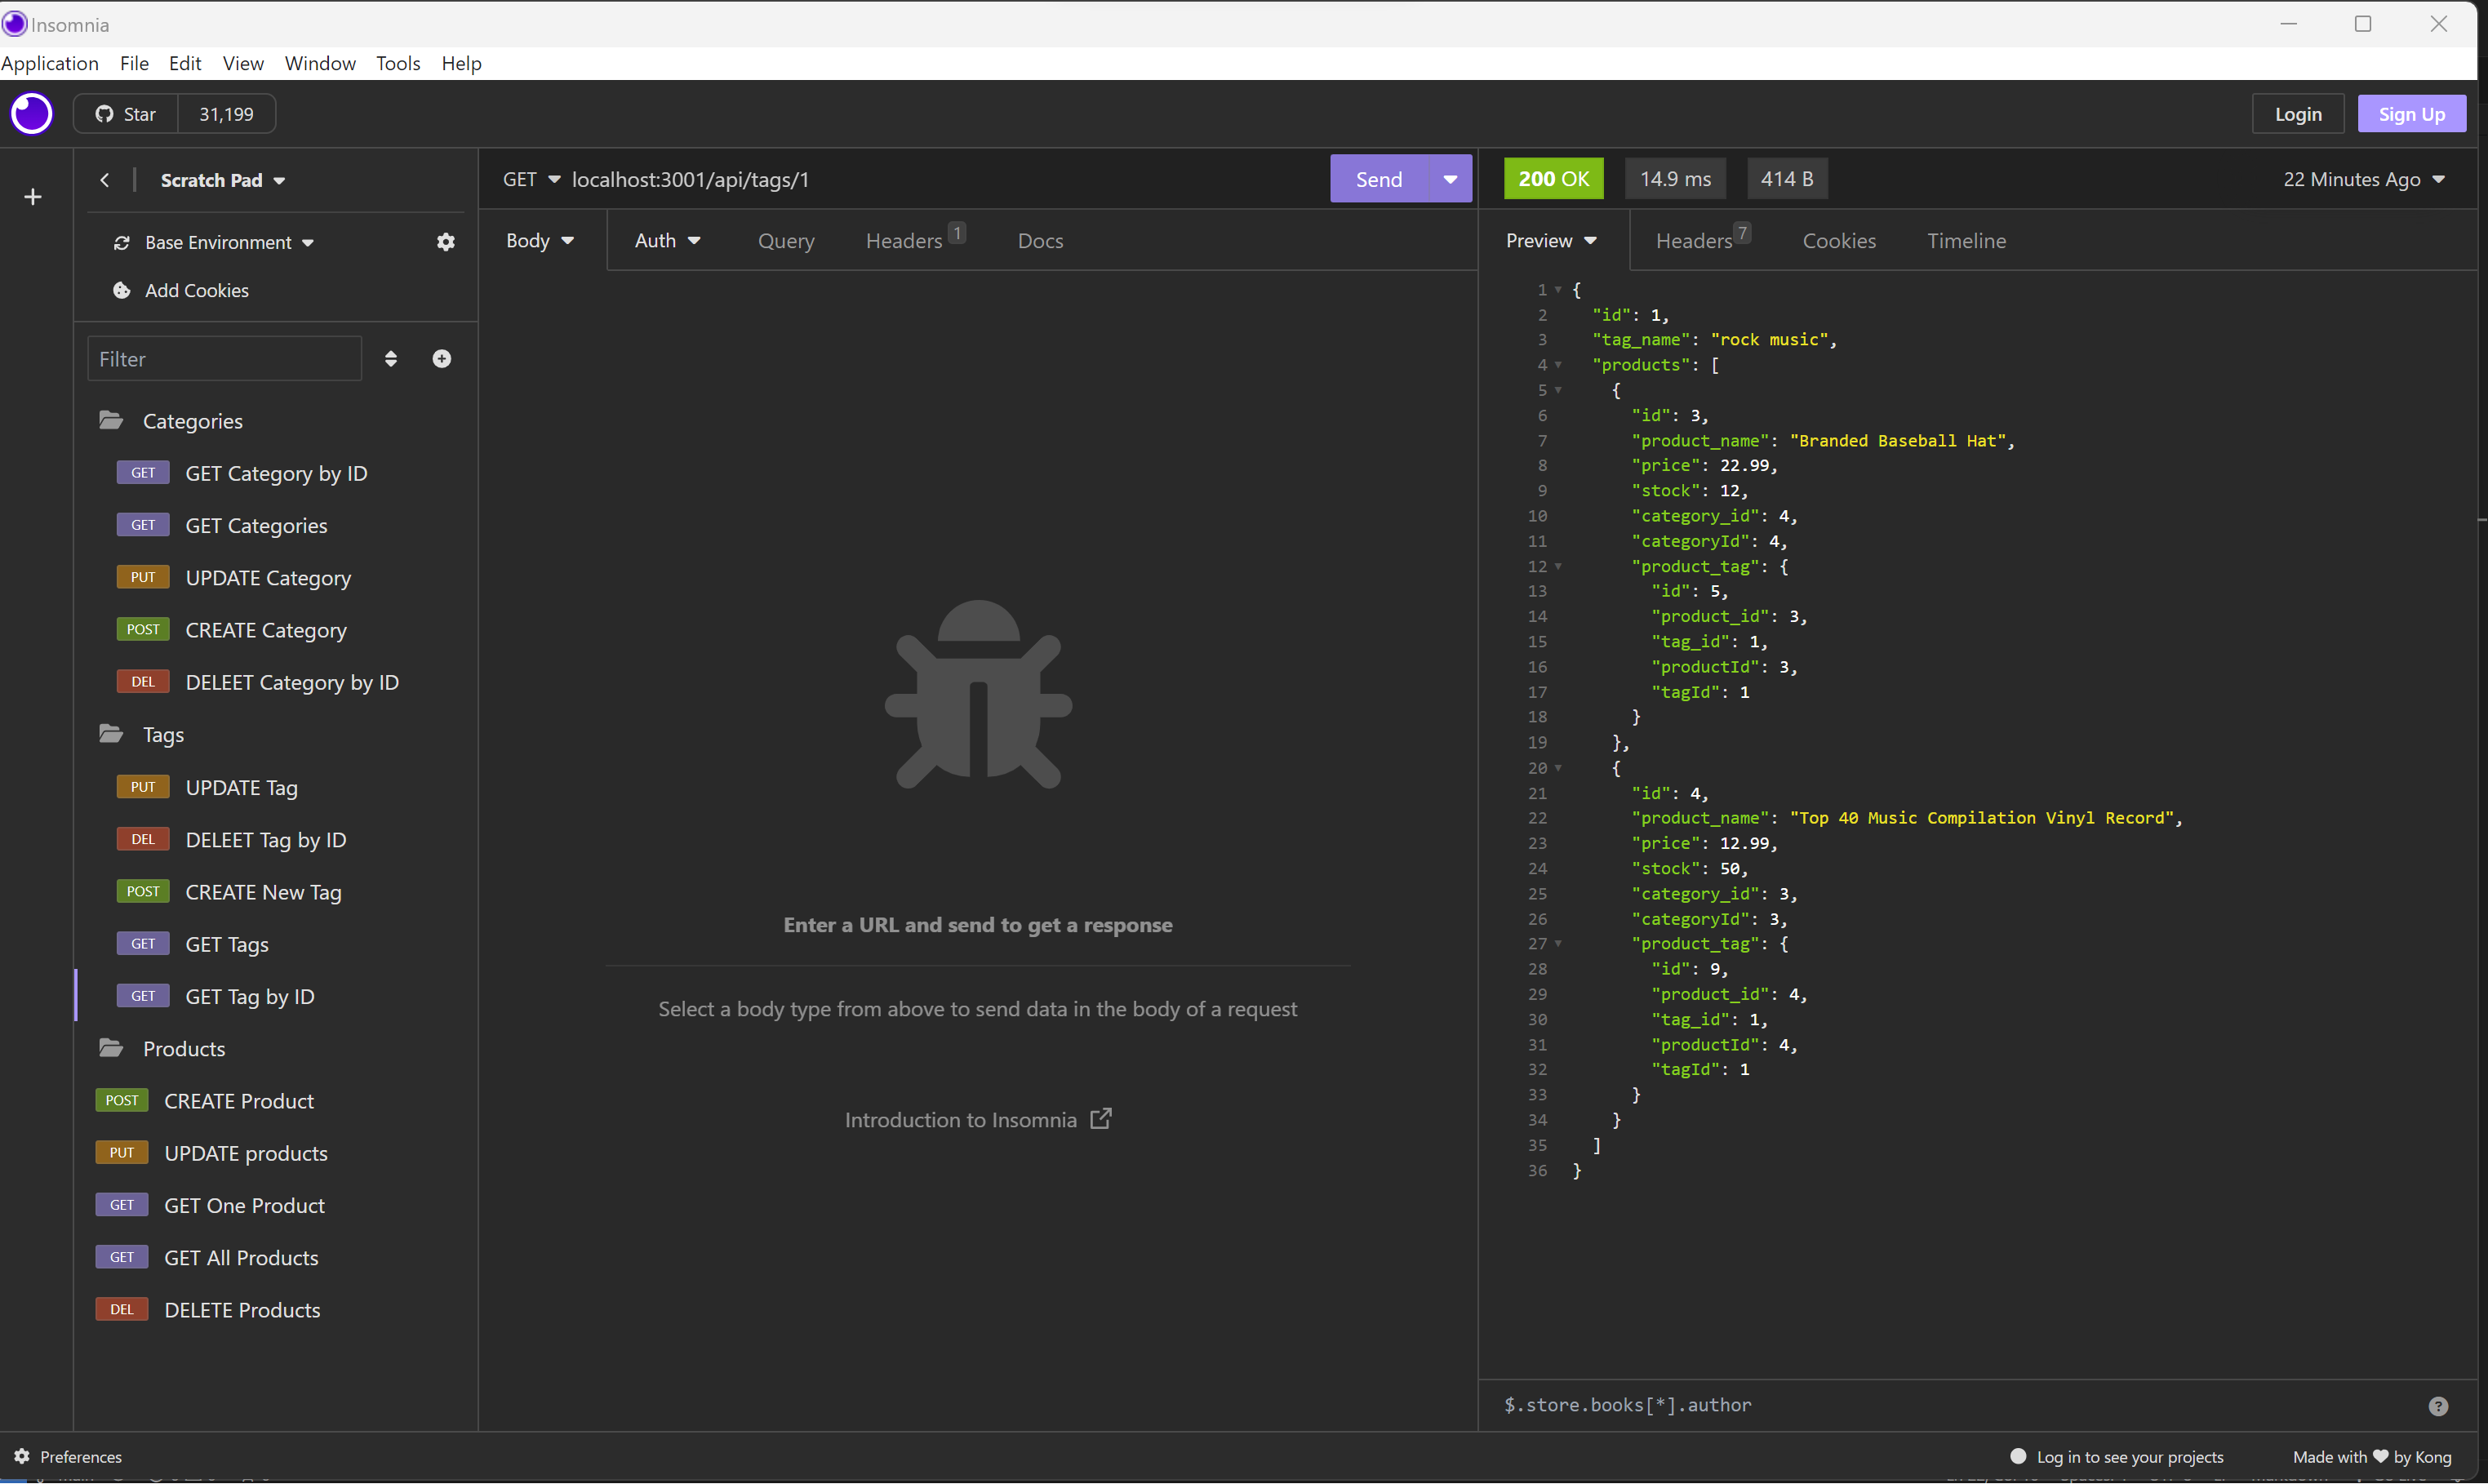 Insomnia
Application File Edit View Window Tools Help
Star 31,199
Login Sign Up
Scratch Pad
Base Environment
Add Cookies
Filter
Categories
GET GET Category by ID
GET GET Categories
PUT UPDATE Category
POST CREATE Category
DEL DELEET Category by ID
Tags
PUT UPDATE Tag
DEL DELEET Tag by ID
POST CREATE New Tag
GET GET Tags
GET GET Tag by ID
Products
POST CREATE Product
PUT UPDATE products
GET GET One Product
GET GET All Products
DEL DELETE Products
GET localhost:3001/api/tags/1 Send
Body Auth Query Headers 1 Docs
Enter a URL and send to get a response
Select a body type from above to send data in the body of a request
Introduction to Insomnia
200 OK 14.9 ms 414 B 22 Minutes Ago
Preview Headers 7 Cookies Timeline
1 {
2 "id": 1,
3 "tag_name": "rock music",
4 "products": [
5 {
6 "id": 3,
7 "product_name": "Branded Baseball Hat",
8 "price": 22.99,
9 "stock": 12,
10 "category_id": 4,
11 "categoryId": 4,
12 "product_tag": {
13 "id": 5,
14 "product_id": 3,
15 "tag_id": 1,
16 "productId": 3,
17 "tagId": 1
18 }
19 },
20 {
21 "id": 4,
22 "product_name": "Top 40 Music Compilation Vinyl Record",
23 "price": 12.99,
24 "stock": 50,
25 "category_id": 3,
26 "categoryId": 3,
27 "product_tag": {
28 "id": 9,
29 "product_id": 4,
30 "tag_id": 1,
31 "productId": 4,
32 "tagId": 1
33 }
34 }
35 ]
36 }
$.store.books[*].author
Preferences
Log in to see your projects Made with ❤ by Kong